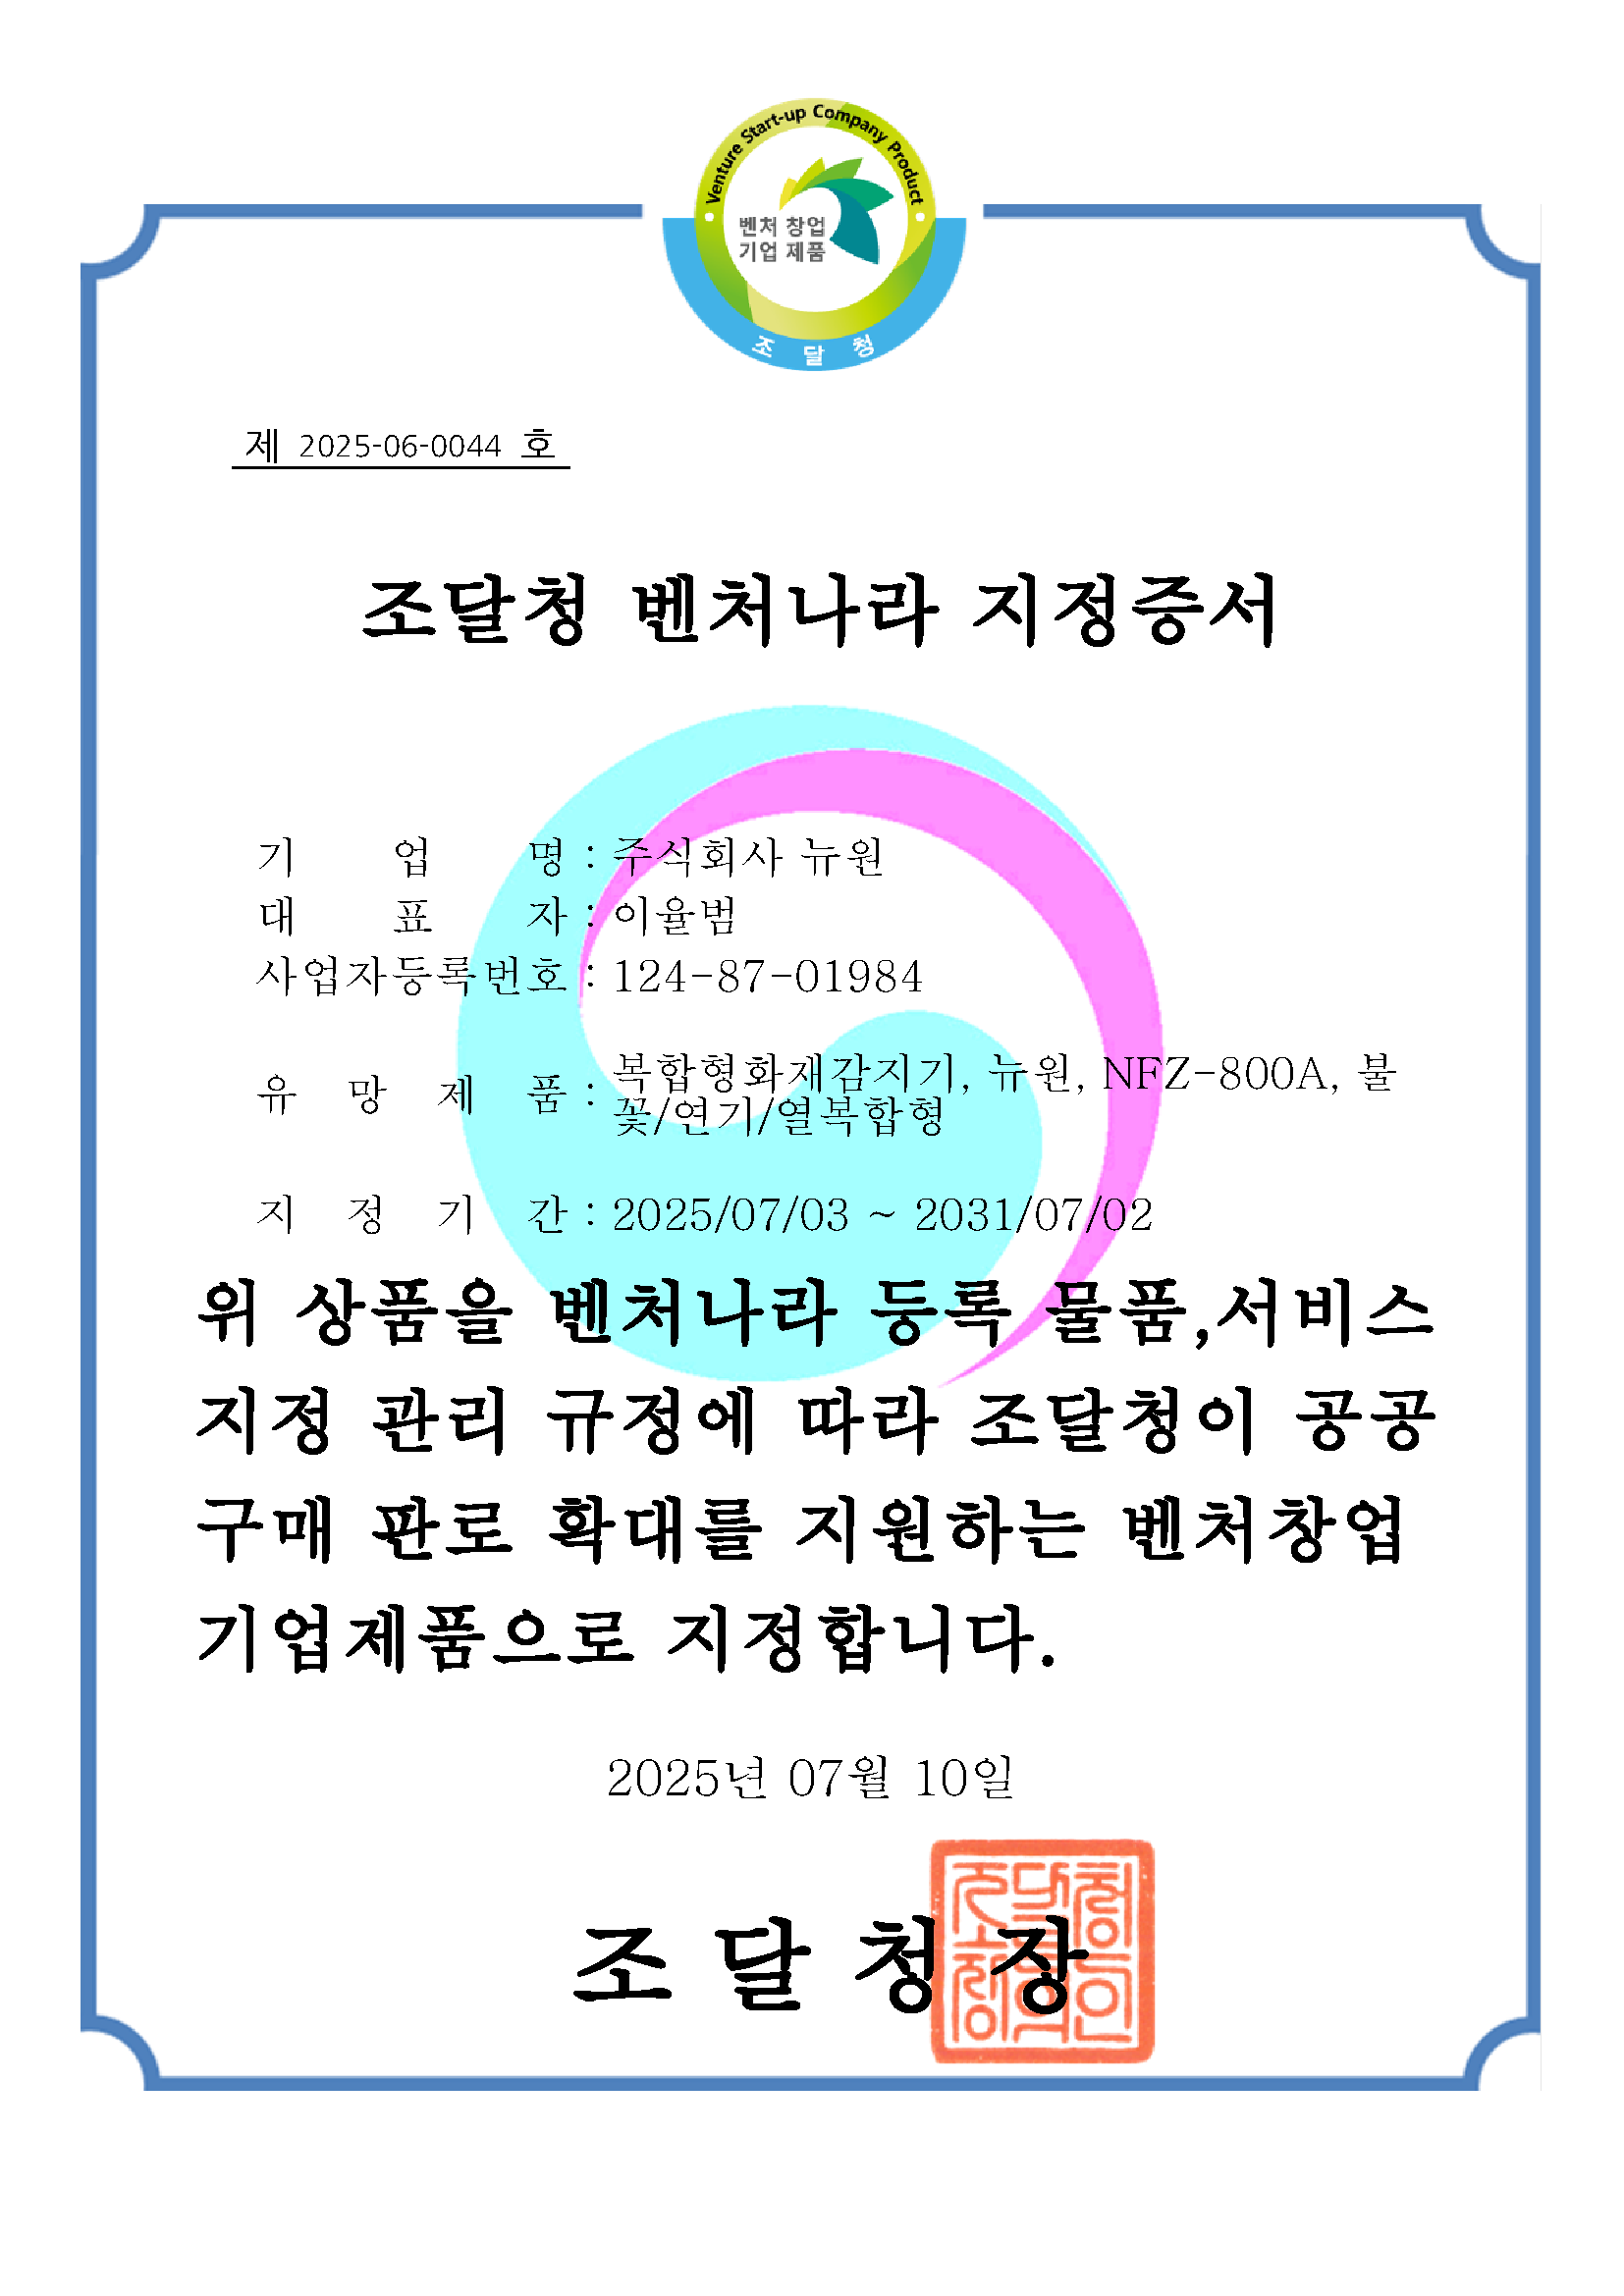 Venture Start-up Company Product
벤처 창업
기업 제품
조 달 청
제 2025-06-0044 호
조달청 벤처나라 지정증서
기 업 명 : 주식회사 뉴원
대 표 자 : 이율범
사업자등록번호 : 124-87-01984
유 망 제 품 : 복합형화재감지기, 뉴원, NFZ-800A, 불
꽃/연기/열복합형
지 정 기 간 : 2025/07/03 ~ 2031/07/02
위 상품을 벤처나라 등록 물품,서비스
지정 관리 규정에 따라 조달청이 공공
구매 판로 확대를 지원하는 벤처창업
기업제품으로 지정합니다.
2025년 07월 10일
조 달 청 장